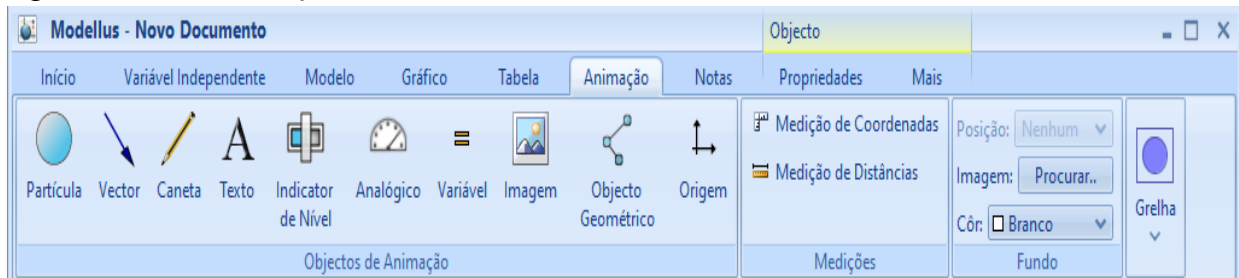 Modellus - Novo Documento
Objecto
Início Variável Independente Modelo Gráfico Tabela Animação Notas Propriedades Mais
Partícula Vector Caneta Texto Indicator de Nível Analógico Variável Imagem Objecto Geométrico Origem
Objectos de Animação
Medição de Coordenadas
Medição de Distâncias
Medições
Posição: Nenhum
Imagem: Procurar..
Côr: Branco
Fundo
Grelha